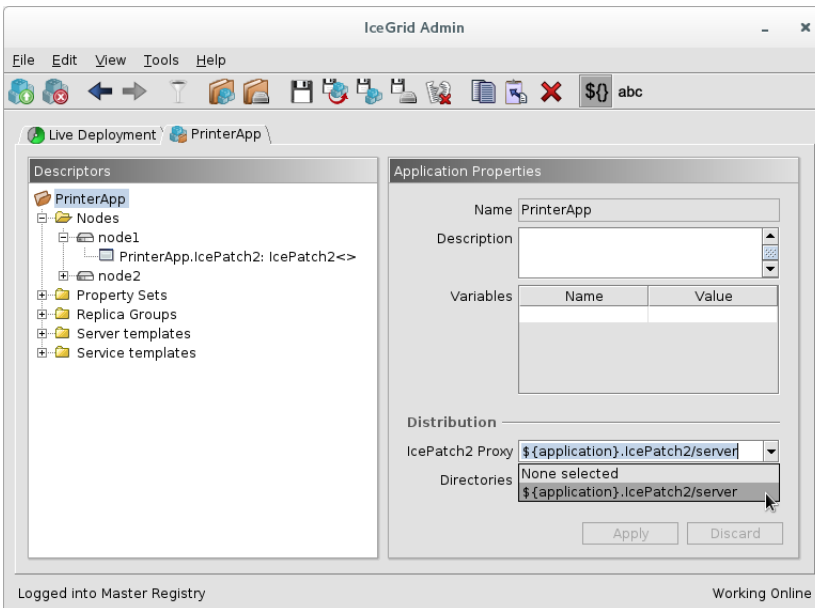 IceGrid Admin
File Edit View Tools Help
${} abc
Live Deployment PrinterApp
Descriptors
PrinterApp
Nodes
node1
PrinterApp.IcePatch2: IcePatch2<>
node2
Property Sets
Replica Groups
Server templates
Service templates
Application Properties
Name PrinterApp
Description
Variables Name Value
Distribution
IcePatch2 Proxy ${application}.IcePatch2/server
None selected
Directories
${application}.IcePatch2/server
Apply Discard
Logged into Master Registry Working Online